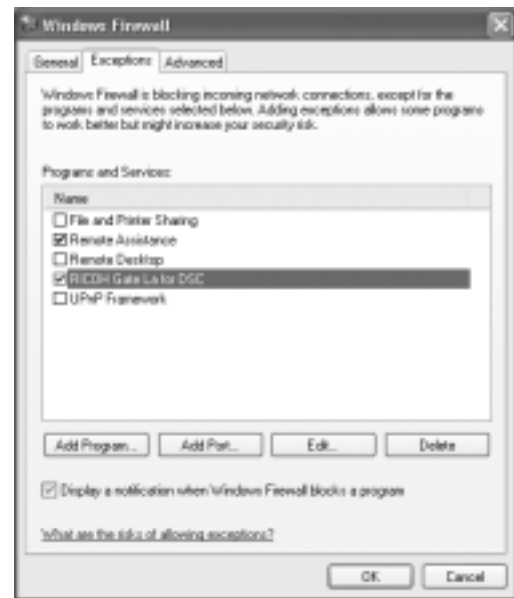 Windows Firewall
General Exceptions Advanced
Windows Firewall is blocking incoming network connections, except for the
programs and services selected below. Adding exceptions allows some programs
to work better but might increase your security risk.
Programs and Services:
Name
File and Printer Sharing
Remote Assistance
Remote Desktop
RICOH Gate La for DSC
UPnP Framework
Add Program... Add Port... Edit... Delete
Display a notification when Windows Firewall blocks a program
What are the risks of allowing exceptions?
OK Cancel